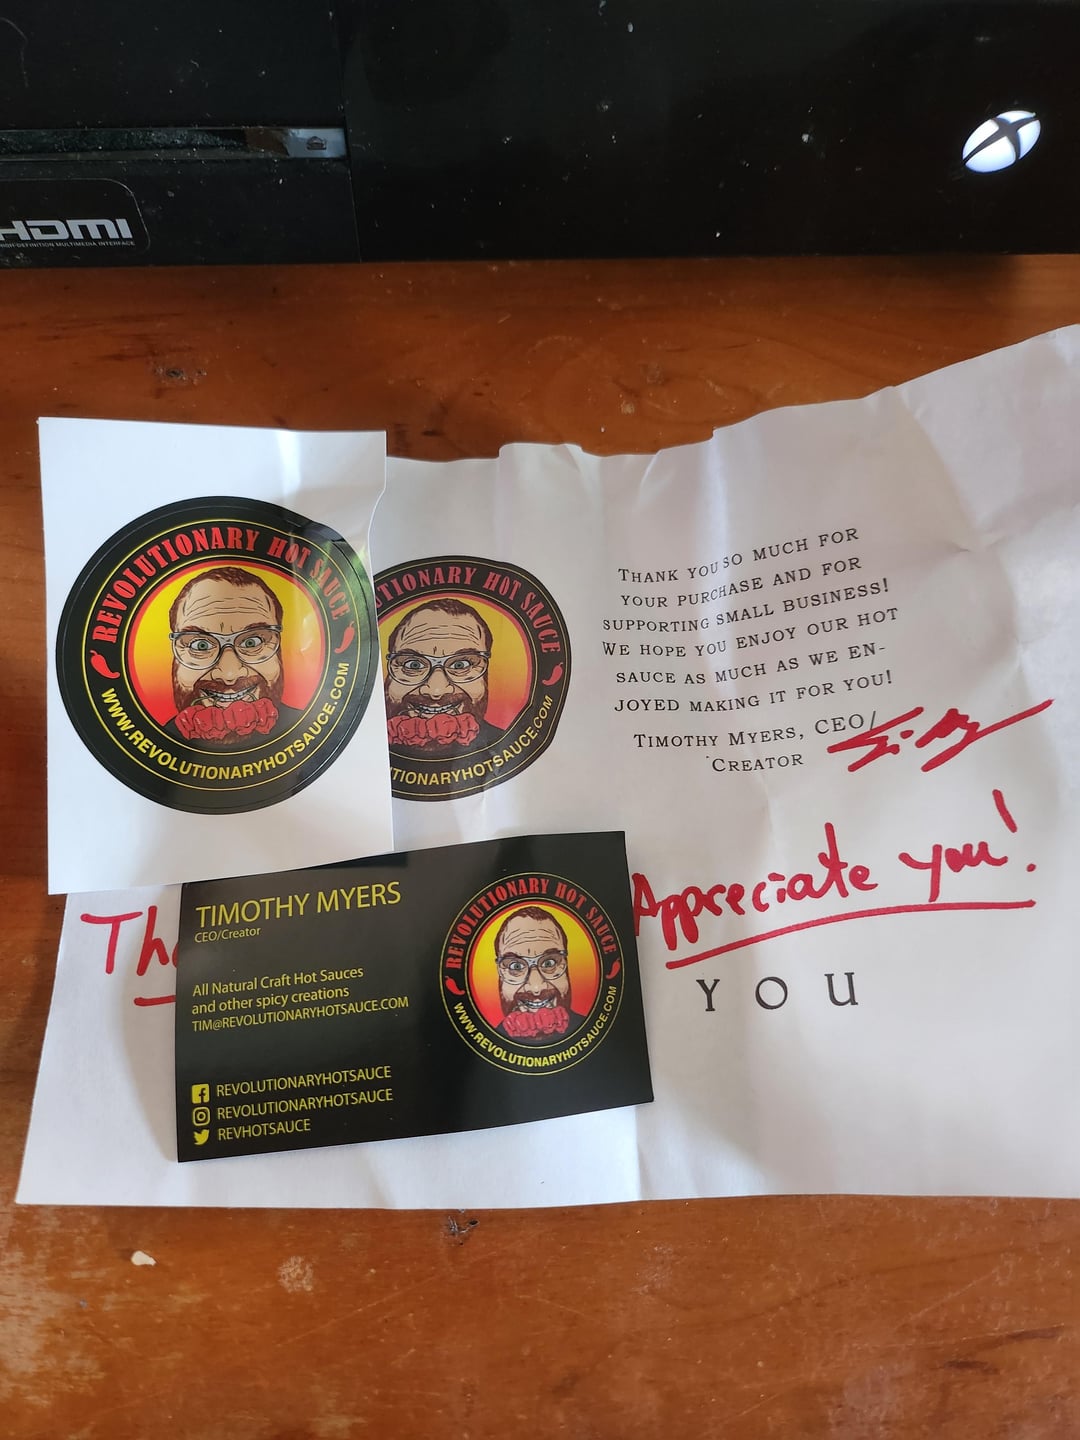 HDMI
HIGH-DEFINITION MULTIMEDIA INTERFACE
REVOLUTIONARY HOT SAUCE
WWW.REVOLUTIONARYHOTSAUCE.COM
TIONARY HOT SAUCE
TIONARYHOTSAUCE.COM
THANK YOU SO MUCH FOR
YOUR PURCHASE AND FOR
SUPPORTING SMALL BUSINESS!
WE HOPE YOU ENJOY OUR HOT
SAUCE AS MUCH AS WE EN-
JOYED MAKING IT FOR YOU!
TIMOTHY MYERS, CEO/
CREATOR
Tha
Appreciate you!
YOU
TIMOTHY MYERS
CEO/Creator
All Natural Craft Hot Sauces
and other spicy creations
TIM@REVOLUTIONARYHOTSAUCE.COM
REVOLUTIONARYHOTSAUCE
REVOLUTIONARYHOTSAUCE
REVHOTSAUCE
REVOLUTIONARY HOT SAUCE
WWW.REVOLUTIONARYHOTSAUCE.COM